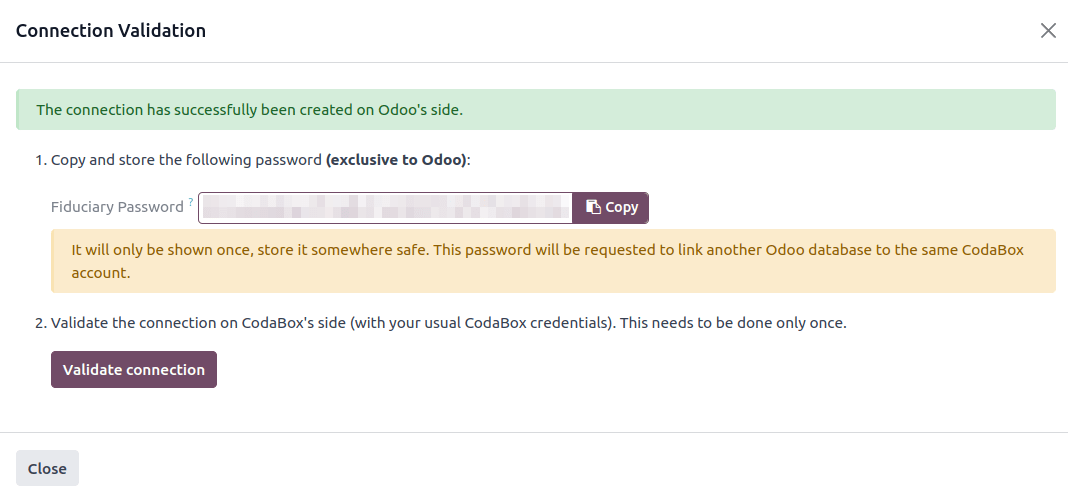 Connection Validation
The connection has successfully been created on Odoo's side.
1. Copy and store the following password (exclusive to Odoo):
Fiduciary Password ? Copy
It will only be shown once, store it somewhere safe. This password will be requested to link another Odoo database to the same CodaBox
account.
2. Validate the connection on CodaBox's side (with your usual CodaBox credentials). This needs to be done only once.
Validate connection
Close